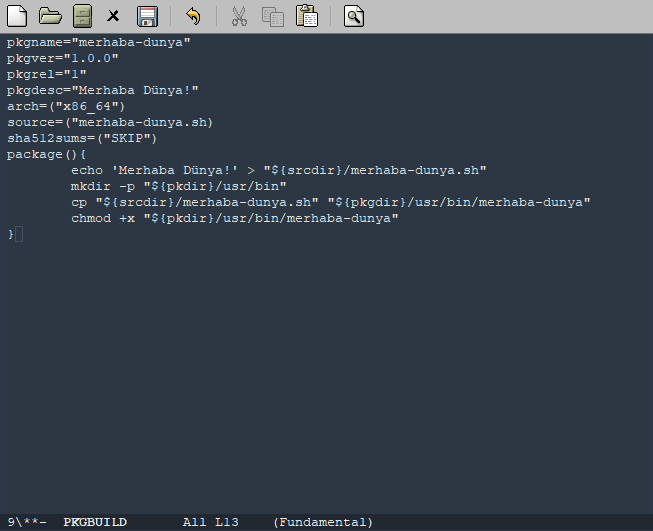 pkgname="merhaba-dunya"
pkgver="1.0.0"
pkgrel="1"
pkgdesc="Merhaba Dünya!"
arch=("x86_64")
source=("merhaba-dunya.sh)
sha512sums=("SKIP")
package(){
        echo 'Merhaba Dünya!' > "${srcdir}/merhaba-dunya.sh"
        mkdir -p "${pkdir}/usr/bin"
        cp "${srcdir}/merhaba-dunya.sh" "${pkgdir}/usr/bin/merhaba-dunya"
        chmod +x "${pkdir}/usr/bin/merhaba-dunya"
}
9\**-  PKGBUILD       All L13    (Fundamental)